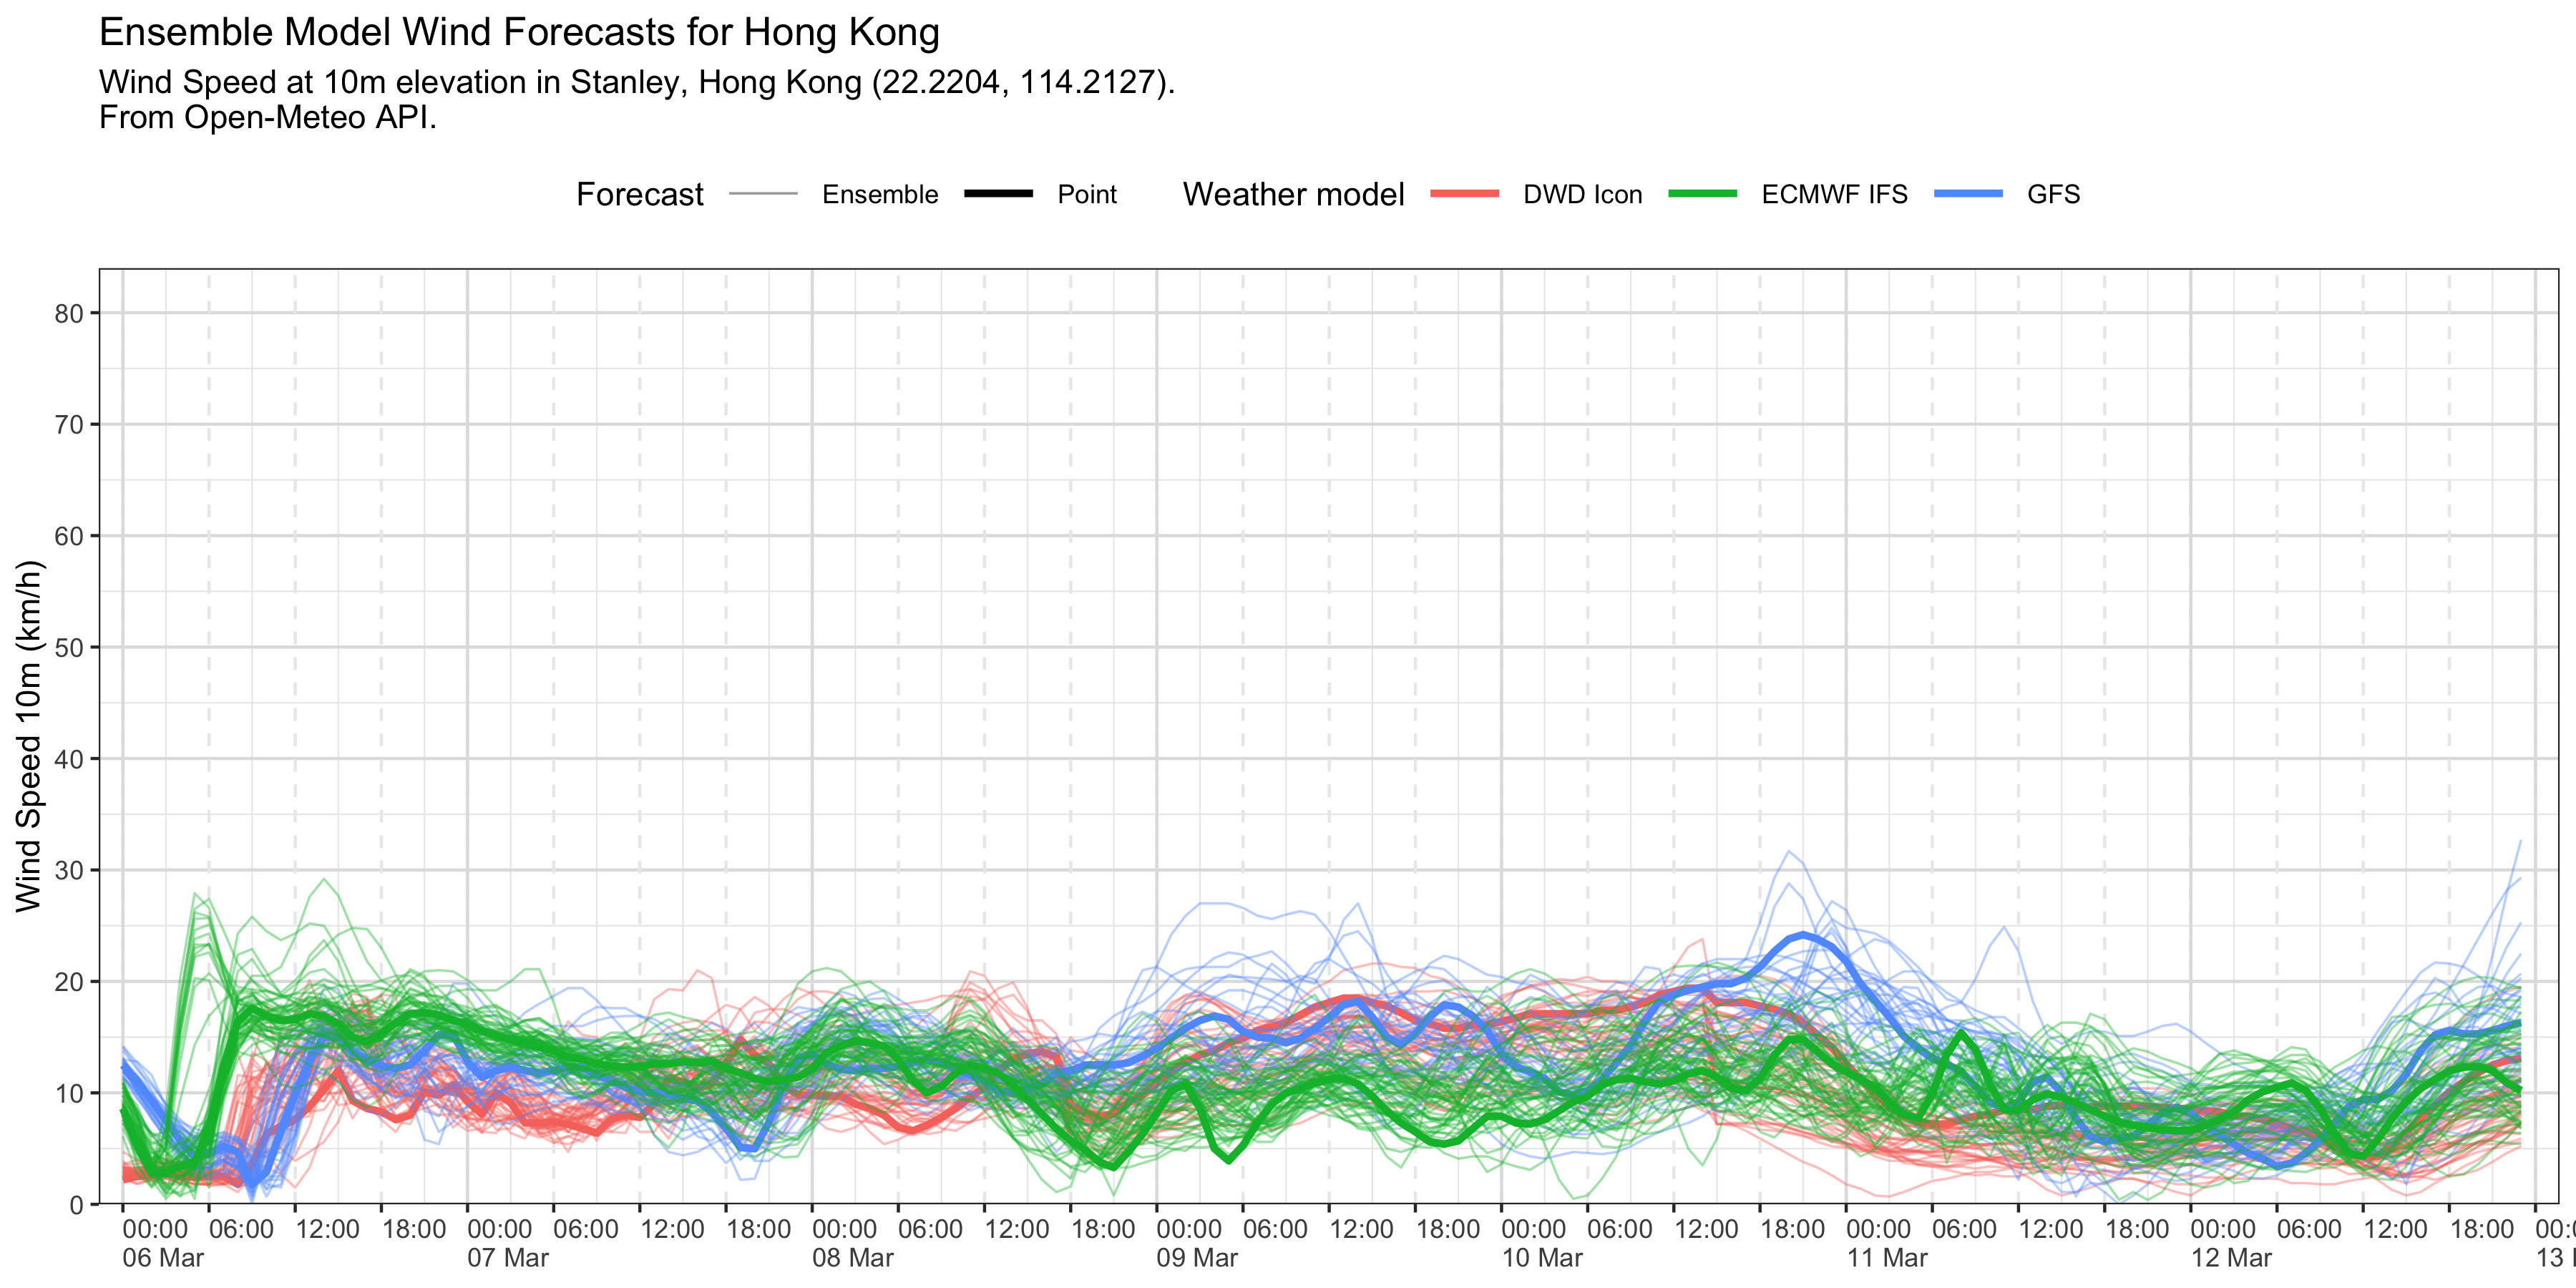 Ensemble Model Wind Forecasts for Hong Kong
Wind Speed at 10m elevation in Stanley, Hong Kong (22.2204, 114.2127).
From Open-Meteo API.
Forecast Ensemble Point Weather model DWD Icon ECMWF IFS GFS
Wind Speed 10m (km/h)
80
70
60
50
40
30
20
10
0
00:00 06:00 12:00 18:00 00:00 06:00 12:00 18:00 00:00 06:00 12:00 18:00 00:00 06:00 12:00 18:00 00:00 06:00 12:00 18:00 00:00 06:00 12:00 18:00 00:00 06:00 12:00 18:00 00:0
06 Mar 07 Mar 08 Mar 09 Mar 10 Mar 11 Mar 12 Mar 13